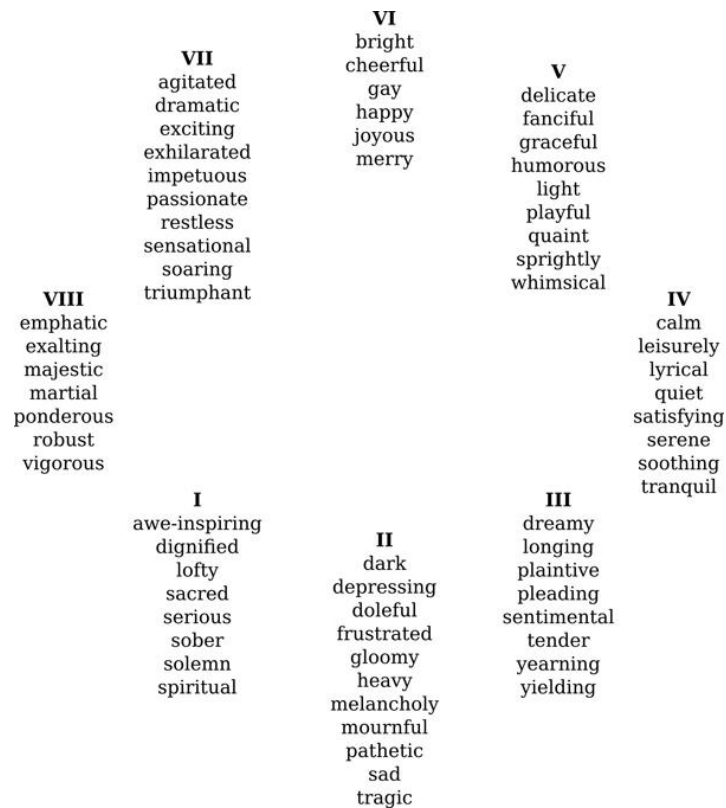 VI
bright
cheerful
gay
happy
joyous
merry
VII
agitated
dramatic
exciting
exhilarated
impetuous
passionate
restless
sensational
soaring
triumphant
V
delicate
fanciful
graceful
humorous
light
playful
quaint
sprightly
whimsical
VIII
emphatic
exalting
majestic
martial
ponderous
robust
vigorous
IV
calm
leisurely
lyrical
quiet
satisfying
serene
soothing
tranquil
I
awe-inspiring
dignified
lofty
sacred
serious
sober
solemn
spiritual
II
dark
depressing
doleful
frustrated
gloomy
heavy
melancholy
mournful
pathetic
sad
tragic
III
dreamy
longing
plaintive
pleading
sentimental
tender
yearning
yielding